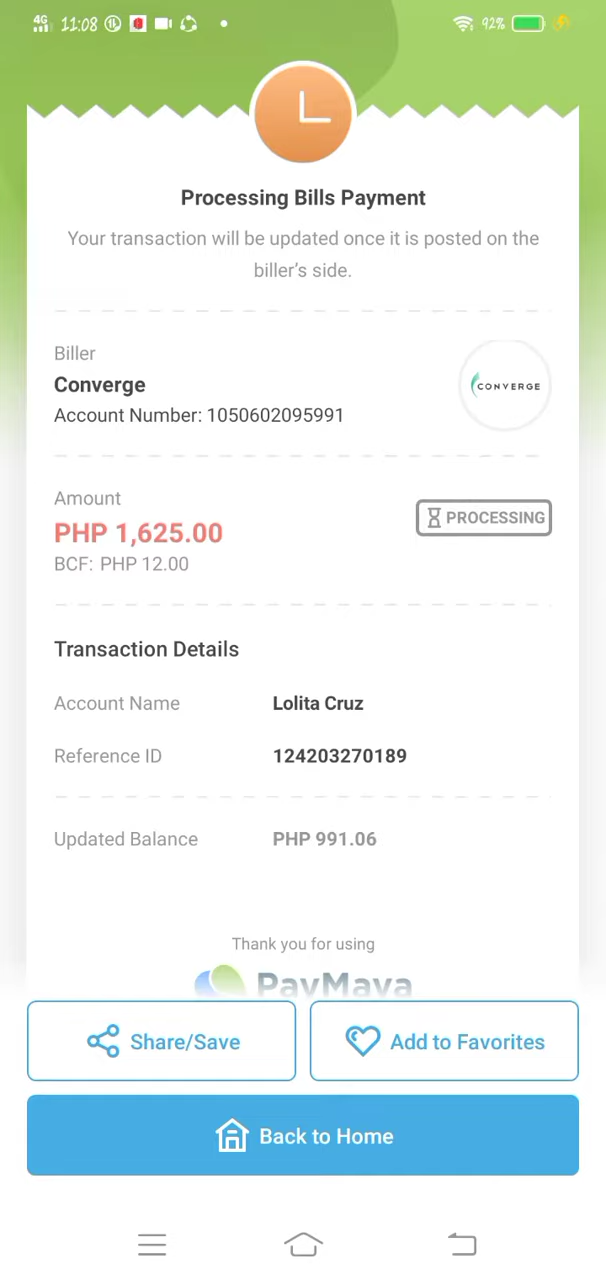 4G 11:08 92%
Processing Bills Payment
Your transaction will be updated once it is posted on the
biller's side.
Biller
Converge
Account Number: 1050602095991
CONVERGE
Amount
PHP 1,625.00
BCF: PHP 12.00
PROCESSING
Transaction Details
Account Name Lolita Cruz
Reference ID 124203270189
Updated Balance PHP 991.06
Thank you for using
PayMaya
Share/Save
Add to Favorites
Back to Home